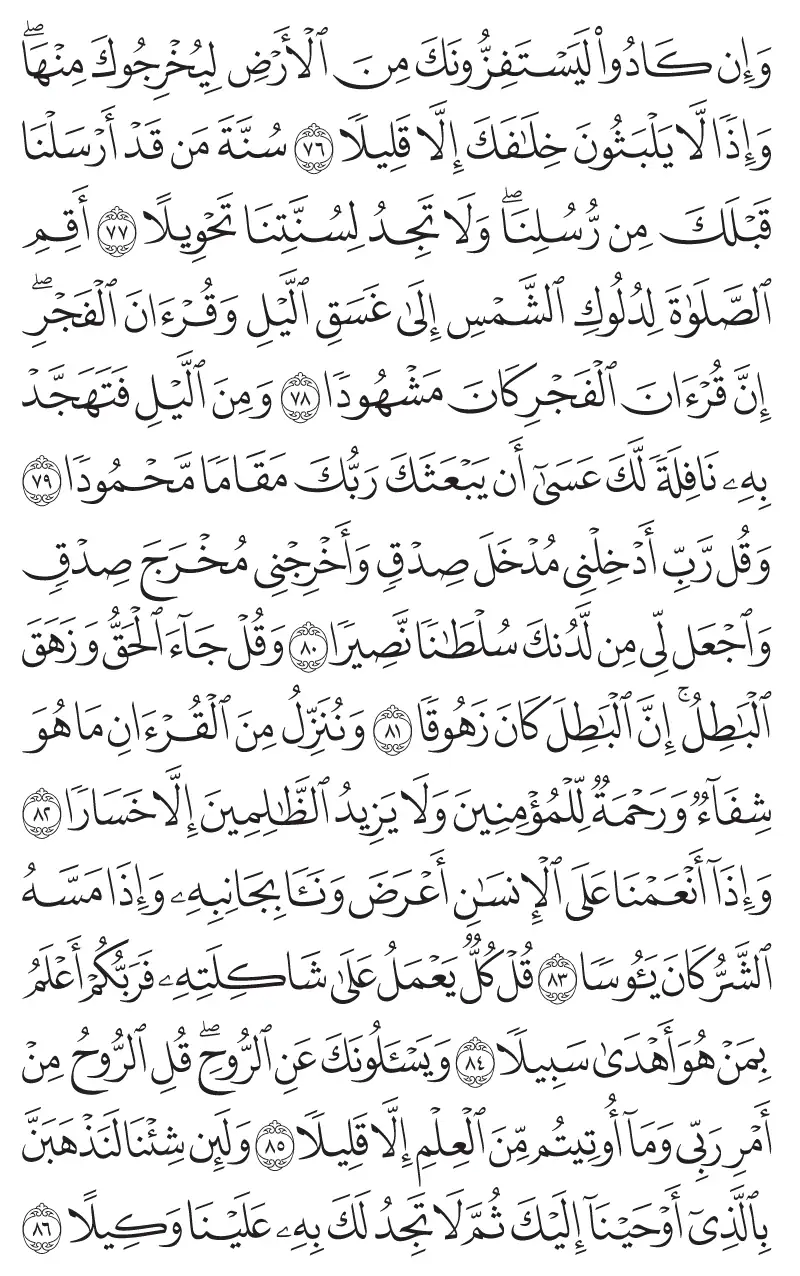 وَإِن كَادُوا۟ لَيَسْتَفِزُّونَكَ مِنَ ٱلْأَرْضِ لِيُخْرِجُوكَ مِنْهَا ۖ
وَإِذًا لَّا يَلْبَثُونَ خِلَـٰفَكَ إِلَّا قَلِيلًا ٧٦ سُنَّةَ مَن قَدْ أَرْسَلْنَا
قَبْلَكَ مِن رُّسُلِنَا ۖ وَلَا تَجِدُ لِسُنَّتِنَا تَحْوِيلًا ٧٧ أَقِمِ
ٱلصَّلَوٰةَ لِدُلُوكِ ٱلشَّمْسِ إِلَىٰ غَسَقِ ٱلَّيْلِ وَقُرْءَانَ ٱلْفَجْرِ ۖ
إِنَّ قُرْءَانَ ٱلْفَجْرِ كَانَ مَشْهُودًا ٧٨ وَمِنَ ٱلَّيْلِ فَتَهَجَّدْ
بِهِۦ نَافِلَةً لَّكَ عَسَىٰٓ أَن يَبْعَثَكَ رَبُّكَ مَقَامًا مَّحْمُودًا ٧٩
وَقُل رَّبِّ أَدْخِلْنِى مُدْخَلَ صِدْقٍ وَأَخْرِجْنِى مُخْرَجَ صِدْقٍ
وَٱجْعَل لِّى مِن لَّدُنكَ سُلْطَـٰنًا نَّصِيرًا ٨٠ وَقُلْ جَآءَ ٱلْحَقُّ وَزَهَقَ
ٱلْبَـٰطِلُ ۚ إِنَّ ٱلْبَـٰطِلَ كَانَ زَهُوقًا ٨١ وَنُنَزِّلُ مِنَ ٱلْقُرْءَانِ مَا هُوَ
شِفَآءٌ وَرَحْمَةٌ لِّلْمُؤْمِنِينَ وَلَا يَزِيدُ ٱلظَّـٰلِمِينَ إِلَّا خَسَارًا ٨٢
وَإِذَآ أَنْعَمْنَا عَلَى ٱلْإِنسَـٰنِ أَعْرَضَ وَنَـَٔا بِجَانِبِهِۦ وَإِذَا مَسَّهُ
ٱلشَّرُّ كَانَ يَـُٔوسًا ٨٣ قُلْ كُلٌّ يَعْمَلُ عَلَىٰ شَاكِلَتِهِۦ فَرَبُّكُمْ أَعْلَمُ
بِمَنْ هُوَ أَهْدَىٰ سَبِيلًا ٨٤ وَيَسْـَٔلُونَكَ عَنِ ٱلرُّوحِ ۖ قُلِ ٱلرُّوحُ مِنْ
أَمْرِ رَبِّى وَمَآ أُوتِيتُم مِّنَ ٱلْعِلْمِ إِلَّا قَلِيلًا ٨٥ وَلَئِن شِئْنَا لَنَذْهَبَنَّ
بِٱلَّذِىٓ أَوْحَيْنَآ إِلَيْكَ ثُمَّ لَا تَجِدُ لَكَ بِهِۦ عَلَيْنَا وَكِيلًا ٨٦